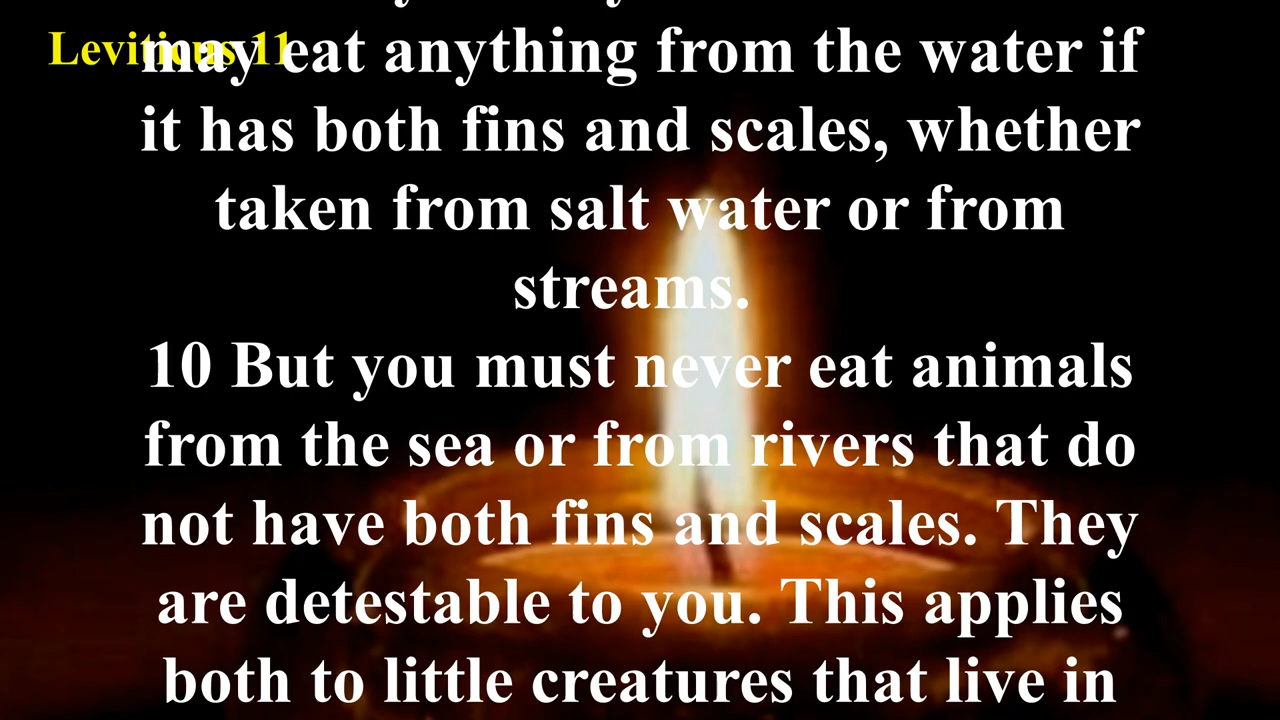 Leviticus 11
may eat anything from the water if
it has both fins and scales, whether
taken from salt water or from
streams.
10 But you must never eat animals
from the sea or from rivers that do
not have both fins and scales. They
are detestable to you. This applies
both to little creatures that live in